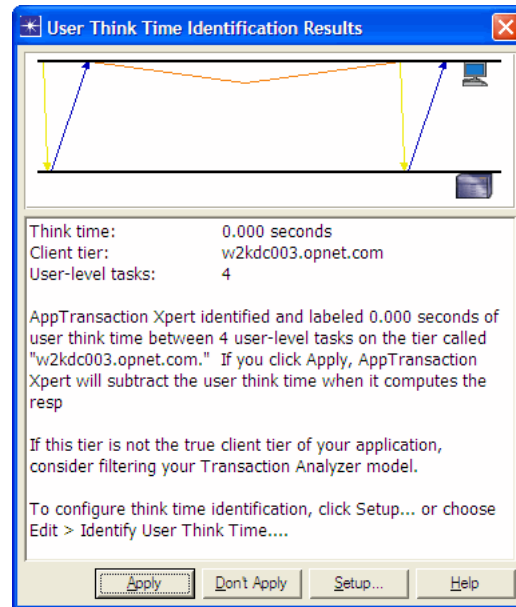 User Think Time Identification Results
Think time: 0.000 seconds
Client tier: w2kdc003.opnet.com
User-level tasks: 4
AppTransaction Xpert identified and labeled 0.000 seconds of
user think time between 4 user-level tasks on the tier called
"w2kdc003.opnet.com."  If you click Apply, AppTransaction
Xpert will subtract the user think time when it computes the
resp
If this tier is not the true client tier of your application,
consider filtering your Transaction Analyzer model.
To configure think time identification, click Setup... or choose
Edit > Identify User Think Time....
Apply Don't Apply Setup... Help